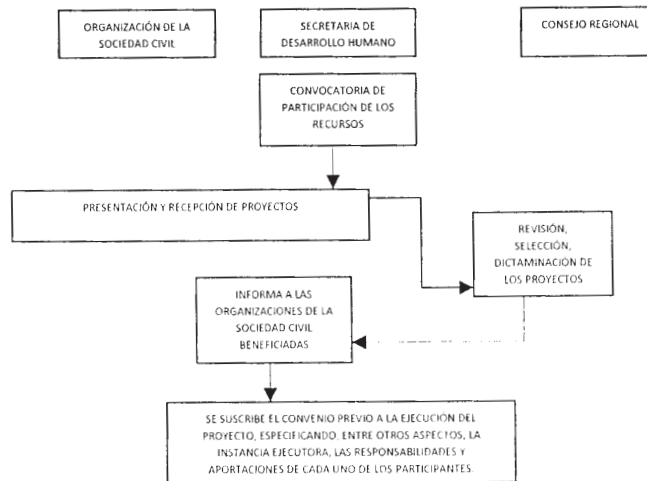 ORGANIZACIÓN DE LA
SOCIEDAD CIVIL
SECRETARIA DE
DESARROLLO HUMANO
CONSEJO REGIONAL
CONVOCATORIA DE
PARTICIPACIÓN DE LOS
RECURSOS
PRESENTACIÓN Y RECEPCIÓN DE PROYECTOS
REVISIÓN,
SELECCIÓN,
DICTAMINACIÓN DE
LOS PROYECTOS
INFORMA A LAS
ORGANIZACIONES DE LA
SOCIEDAD CIVIL
BENEFICIADAS
SE SUSCRIBE EL CONVENIO PREVIO A LA EJECUCIÓN DEL
PROYECTO, ESPECIFICANDO, ENTRE OTROS ASPECTOS, LA
INSTANCIA EJECUTORA, LAS RESPONSABILIDADES Y
APORTACIONES DE CADA UNO DE LOS PARTICIPANTES.